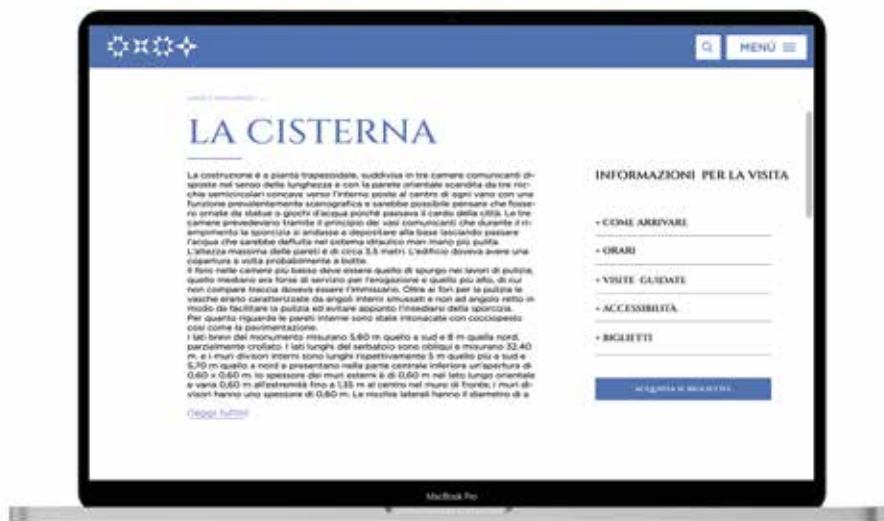 MENÚ
LA CISTERNA
La costruzione è a pianta trapezoidale, suddivisa in tre camere comunicanti di-
sposte nel senso della lunghezza e con la parete orientale scandita da tre nic-
chie semicircolari concave verso l'interno poste al centro di ogni vano con una
funzione prevalentemente scenografica e sarebbe possibile pensare che fosse-
ro ornate da statue o giochi d'acqua poiché passava il cardo della città. Le tre
camere prevedevano tramite il principio dei vasi comunicanti che durante il ri-
empimento la sporcizia si andasse a depositare alla base lasciando passare
l'acqua che sarebbe defluita nel sistema idraulico man mano più pulita.
L'altezza massima delle pareti è di circa 3,5 metri. L'edificio doveva avere una
copertura a volta probabilmente a botte.
Il foro nelle camere più basso deve essere quello di spurgo nei lavori di pulizia,
quello mediano era forse di servizio per l'erogazione e quello più alto, di cui
non compare traccia doveva essere l'immissario. Oltre ai fori per la pulizia le
vasche erano caratterizzate da angoli interni smussati e non ad angolo retto in
modo da facilitare la pulizia ed evitare appunto l'insediarsi della sporcizia.
Per quanto riguarda le pareti interne sono state intonacate con cocciopesto
così come la pavimentazione.
I lati brevi del monumento misurano 5,60 m quello a sud e 8 m quella nord,
parzialmente crollato. I lati lunghi del serbatoio sono obliqui e misurano 32,40
m. e i muri divisori interni sono lunghi rispettivamente 5 m quello più a sud e
5,70 m quello a nord e presentano nella parte centrale inferiore un'apertura di
0,60 x 0,60 m. lo spessore dei muri esterni è di 0,60 m nel lato lungo orientale
e varia 0,60 m all'estremità fino a 1,35 m al centro nel muro di fronte; i muri di-
visori hanno uno spessore di 0,60 m. Le nicchie laterali hanno il diametro di a
(leggi tutto)
INFORMAZIONI PER LA VISITA
+ COME ARRIVARE
+ ORARI
+ VISITE GUIDATE
+ ACCESSIBILITÀ
+ BIGLIETTI
ACQUISTA IL BIGLIETTO
MacBook Pro